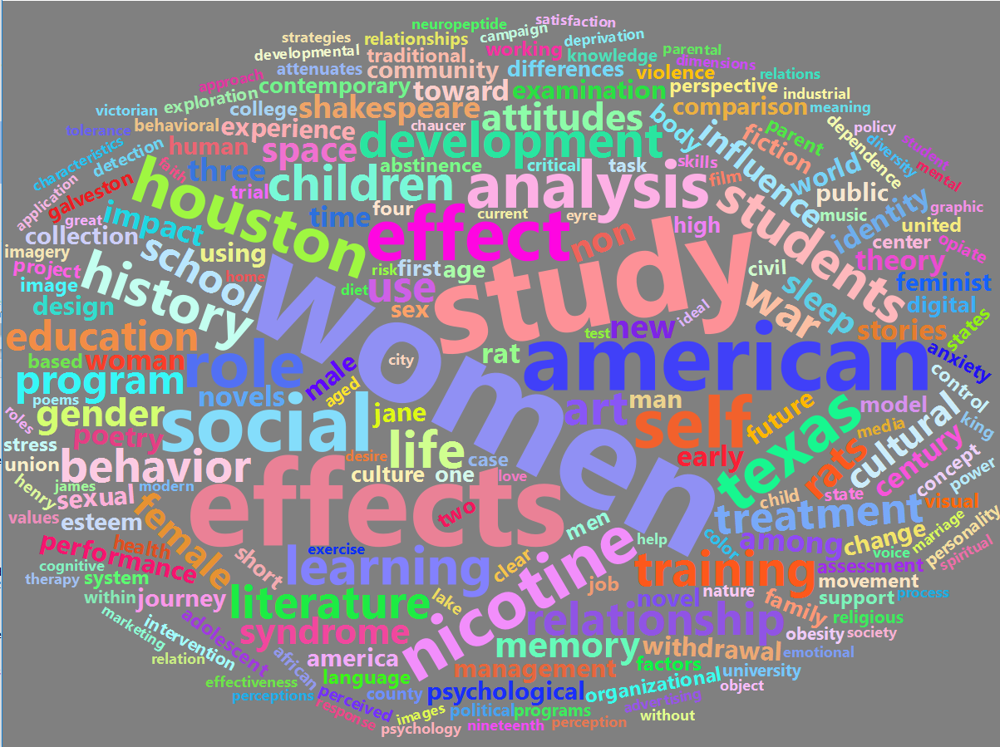 neuropeptide
satisfaction
strategies
relationships
campaign
deprivation
developmental
traditional
working
knowledge
parental
attenuates
community
differences
violence
dimensions
relations
approach
contemporary
toward
examination
perspective
industrial
exploration
victorian
college
shakespeare
attitudes
comparison
meaning
tolerance
behavioral
experience
chaucer
development
body
influence
fiction
parent
dependence
policy
diversity
student
mental
characteristics
detection
human
space
abstinence
critical
task
skills
film
world
faith
three
children
analysis
students
public
identity
application
galveston
trial
houston
time
four
effect
current
eyre
non
high
music
graphic
great
impact
collection
using
school
history
study
united
center
opiate
imagery
project
image
home
risk
first
age
use
civil
theory
feminist
design
diet
sex
women
war
sleep
digital
education
new
ideal
test
stories
states
based
woman
role
male
city
rat
american
anxiety
program
poems
novels
aged
art
man
self
future
model
control
roles
gender
social
jane
texas
media
cultural
king
stress
poetry
life
case
early
rats
century
concept
power
union
behavior
desire
culture
one
love
henry
james
modern
sexual
effects
two
men
child
state
treatment
visual
values
esteem
female
help
color
among
change
voice
marriage
personality
spiritual
performance
health
exercise
cognitive
therapy
system
short
learning
clear
nicotine
training
assessment
movement
within
journey
literature
lake
job
novel
nature
family
support
process
marketing
intervention
adolescent
syndrome
relationship
religious
relation
african
america
memory
withdrawal
obesity
society
emotional
effectiveness
language
management
factors
university
perceptions
perceived
county
psychological
organizational
object
response
images
political
programs
advertising
without
psychology
nineteenth
perception